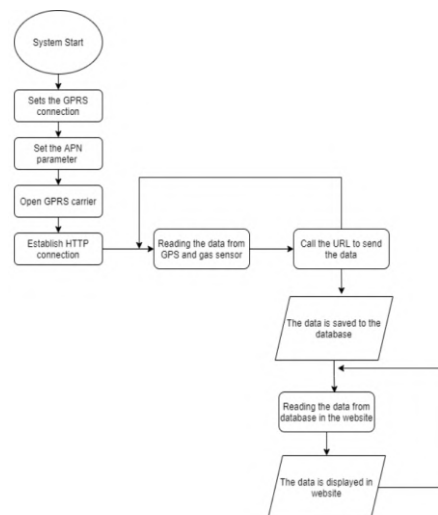 System Start
Sets the GPRS
connection
Set the APN
parameter
Open GPRS carrier
Establish HTTP
connection
Reading the data from
GPS and gas sensor
Call the URL to send
the data
The data is saved to the
database
Reading the data from
database in the website
The data is displayed in
website